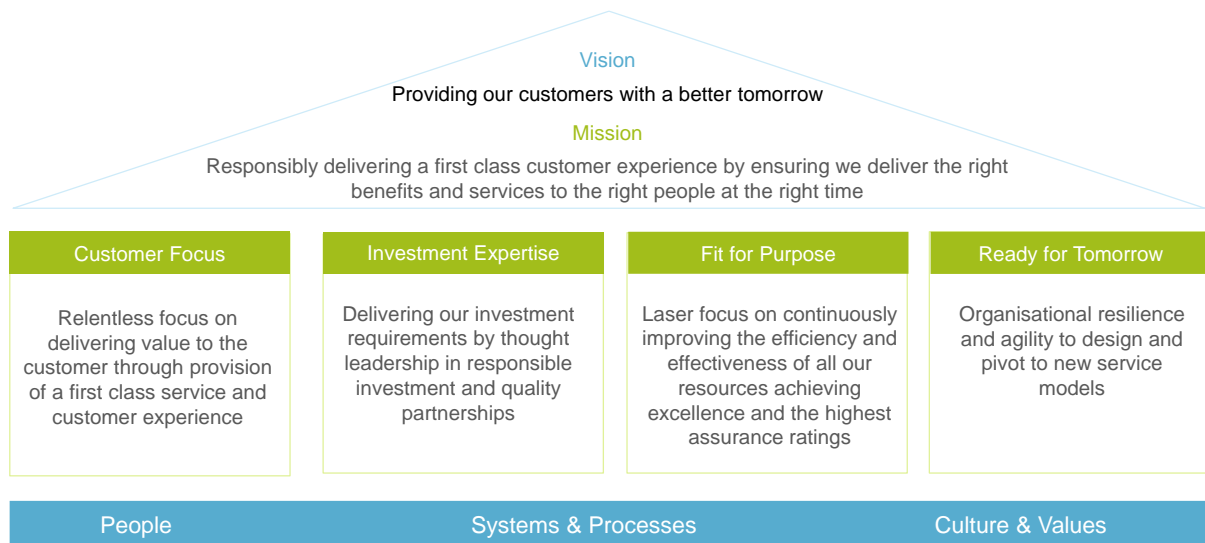 Vision
Providing our customers with a better tomorrow
Mission
Responsibly delivering a first class customer experience by ensuring we deliver the right
benefits and services to the right people at the right time
Customer Focus
Relentless focus on
delivering value to the
customer through provision
of a first class service and
customer experience
Investment Expertise
Delivering our investment
requirements by thought
leadership in responsible
investment and quality
partnerships
Fit for Purpose
Laser focus on continuously
improving the efficiency and
effectiveness of all our
resources achieving
excellence and the highest
assurance ratings
Ready for Tomorrow
Organisational resilience
and agility to design and
pivot to new service
models
People
Systems & Processes
Culture & Values